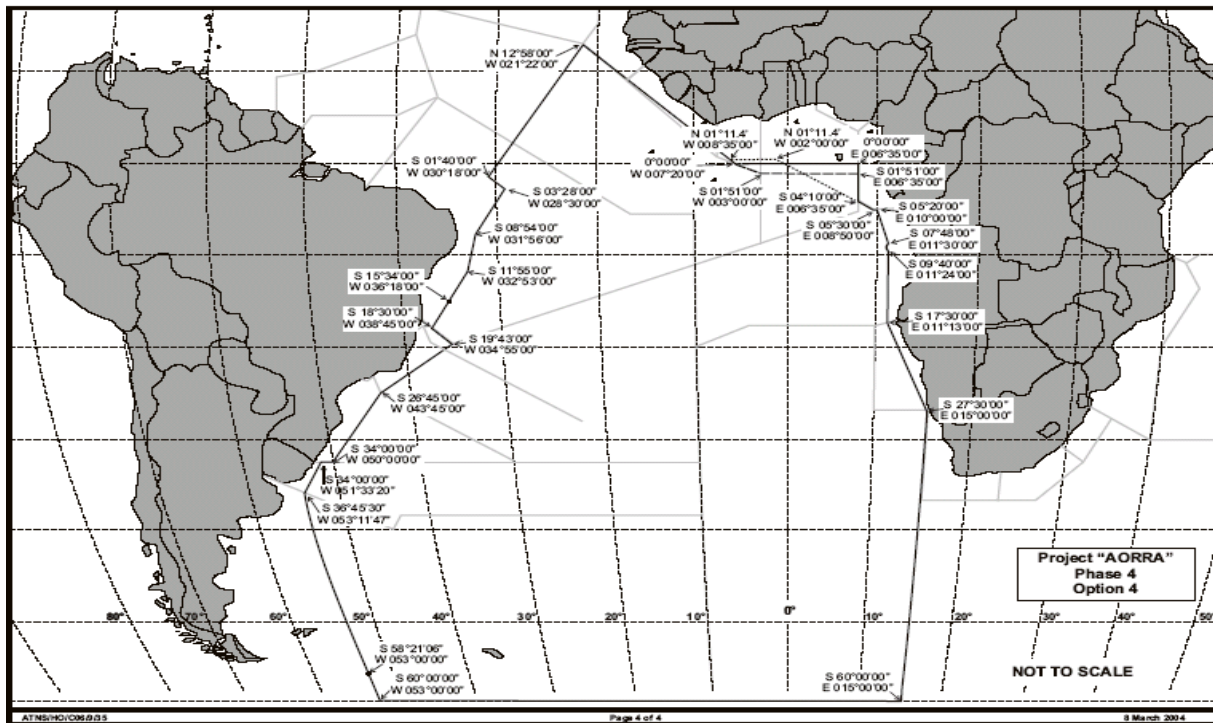 N 12°58'00"
W 021°22'00"
N 01°11.4'
W 008°35'00"
N 01°11.4'
W 002°00'00"
0°00'00"
E 006°35'00"
0°00'00"
W 007°20'00"
S 01°40'00"
W 030°18'00"
S 01°51'00"
W 003°00'00"
S 01°51'00"
E 006°35'00"
S 03°28'00"
W 028°30'00"
S 04°10'00"
E 006°35'00"
S 05°20'00"
E 010°00'00"
S 05°30'00"
E 008°50'00"
S 08°54'00"
W 031°56'00"
S 07°48'00"
E 011°30'00"
S 09°40'00"
E 011°24'00"
S 11°55'00"
W 032°53'00"
S 15°34'00"
W 036°18'00"
S 18°30'00"
W 038°45'00"
S 17°30'00"
E 011°13'00"
S 19°43'00"
W 034°55'00"
S 26°45'00"
W 043°45'00"
S 27°30'00"
E 015°00'00"
S 34°00'00"
W 050°00'00"
S 34°00'00"
W 051°33'20"
S 36°45'30"
W 053°11'47"
Project "AORRA"
Phase 4
Option 4
80° 70° 60° 50° 40° 30° 20° 10° 0° 10° 20° 30° 40° 50°
S 58°21'06"
W 053°00'00"
S 60°00'00"
W 053°00'00"
S 60°00'00"
E 015°00'00"
NOT TO SCALE
ATNS/HO/C06/9/35 Page 4 of 4 8 March 2004